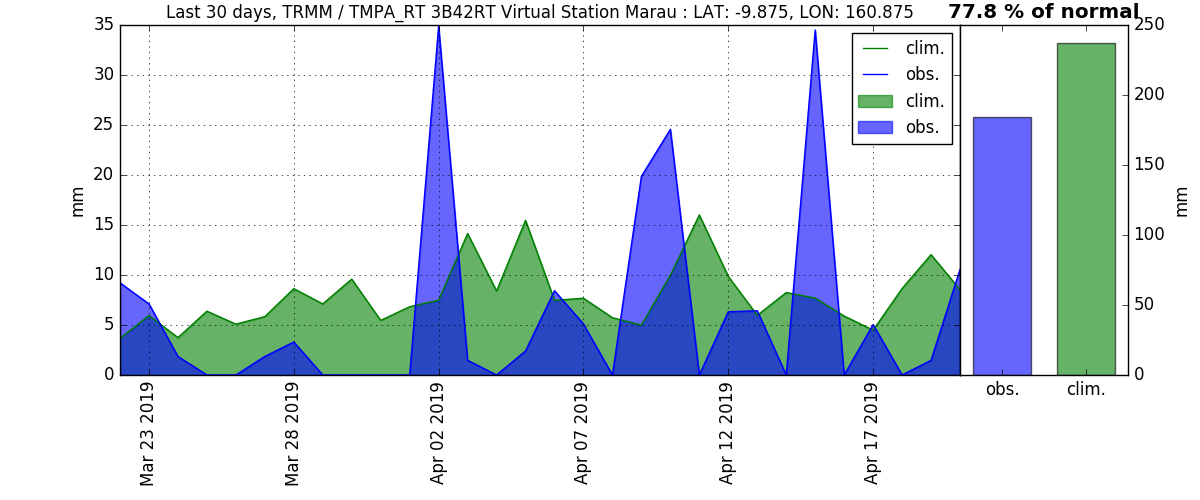 Last 30 days, TRMM / TMPA_RT 3B42RT Virtual Station Marau : LAT: -9.875, LON: 160.875
77.8 % of normal
35
30
25
20
15
10
5
0
mm
clim.
obs.
clim.
obs.
Mar 23 2019
Mar 28 2019
Apr 02 2019
Apr 07 2019
Apr 12 2019
Apr 17 2019
250
200
150
100
50
0
mm
obs.
clim.